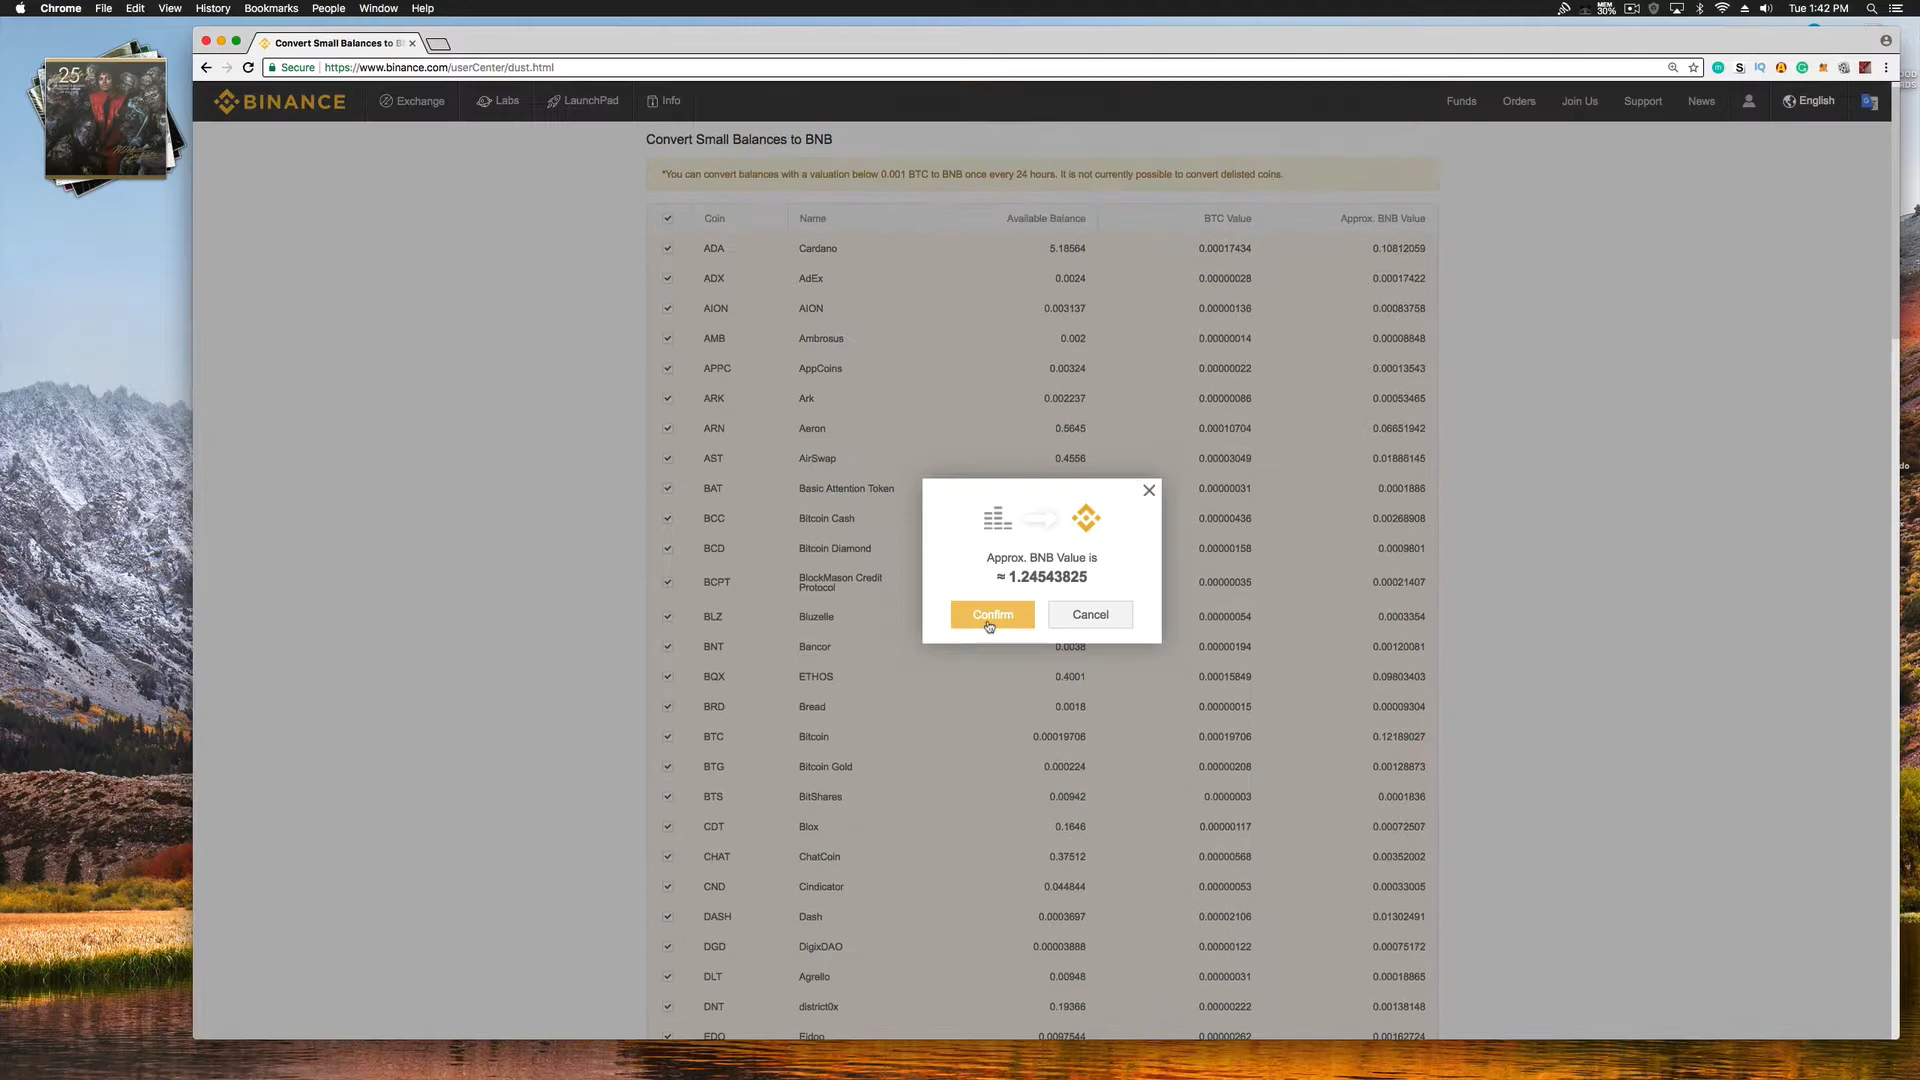 Chrome File Edit View History Bookmarks People Window Help MEM 30% Tue 1:42 PM
25
Convert Small Balances to B
Secure https://www.binance.com/userCenter/dust.html
BINANCE Exchange Labs LaunchPad Info Funds Orders Join Us Support News English
Convert Small Balances to BNB
*You can convert balances with a valuation below 0.001 BTC to BNB once every 24 hours. It is not currently possible to convert delisted coins.
Coin Name Available Balance BTC Value Approx. BNB Value
ADA Cardano 5.18564 0.00017434 0.10812059
ADX AdEx 0.0024 0.00000028 0.00017422
AION AION 0.003137 0.00000136 0.00083758
AMB Ambrosus 0.002 0.00000014 0.00008848
APPC AppCoins 0.00324 0.00000022 0.00013543
ARK Ark 0.002237 0.00000086 0.00053465
ARN Aeron 0.5645 0.00010704 0.06651942
AST AirSwap 0.4556 0.00003049 0.01886145
BAT Basic Attention Token 0.00000031 0.0001886
BCC Bitcoin Cash 0.00000436 0.00268908
BCD Bitcoin Diamond 0.00000158 0.0009801
BCPT BlockMason Credit Protocol 0.00000035 0.00021407
BLZ Bluzelle 0.00000054 0.0003354
BNT Bancor 0.0038 0.00000194 0.00120081
BQX ETHOS 0.4001 0.00015849 0.09803403
BRD Bread 0.0018 0.00000015 0.00009304
BTC Bitcoin 0.00019706 0.00019706 0.12189027
BTG Bitcoin Gold 0.000224 0.00000208 0.00128873
BTS BitShares 0.00942 0.0000003 0.0001836
CDT Blox 0.1646 0.00000117 0.00072507
CHAT ChatCoin 0.37512 0.00000568 0.00352002
CND Cindicator 0.044844 0.00000053 0.00033005
DASH Dash 0.0003697 0.00002106 0.01302491
DGD DigixDAO 0.00003888 0.00000122 0.00075172
DLT Agrello 0.00948 0.00000031 0.00018865
DNT district0x 0.19366 0.00000222 0.00138148
EDO Eidoo 0.0097544 0.00000262 0.00162724
Approx. BNB Value is
≈ 1.24543825
Confirm Cancel